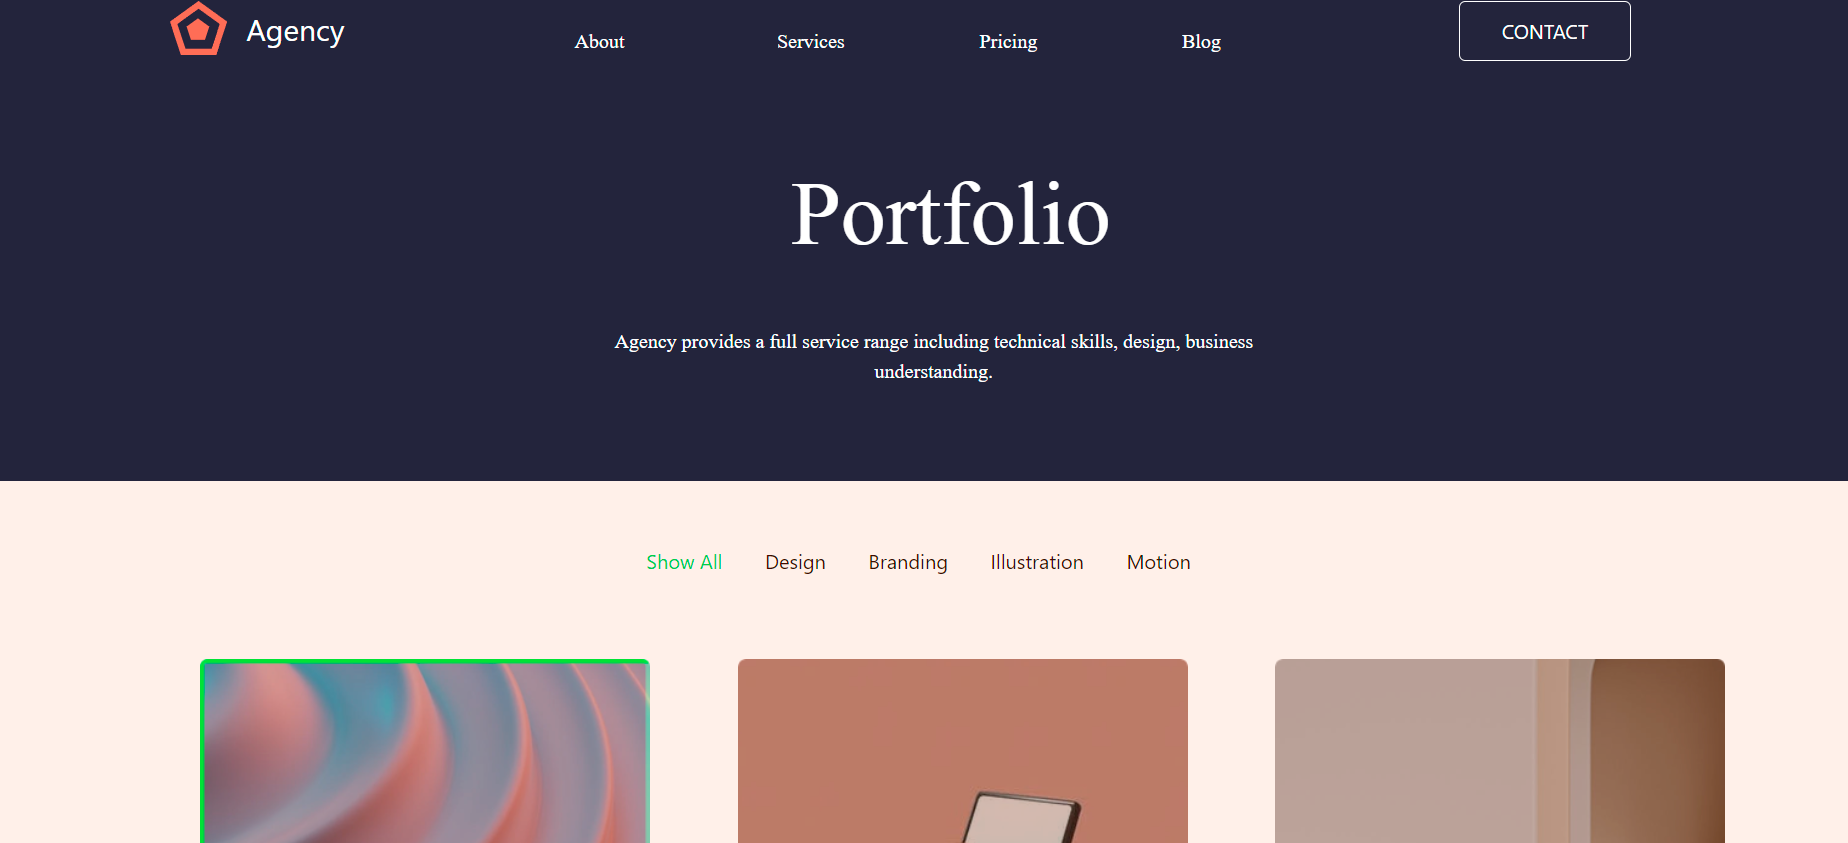 Agency
About Services Pricing Blog
CONTACT
Portfolio
Agency provides a full service range including technical skills, design, business
understanding.
Show All Design Branding Illustration Motion